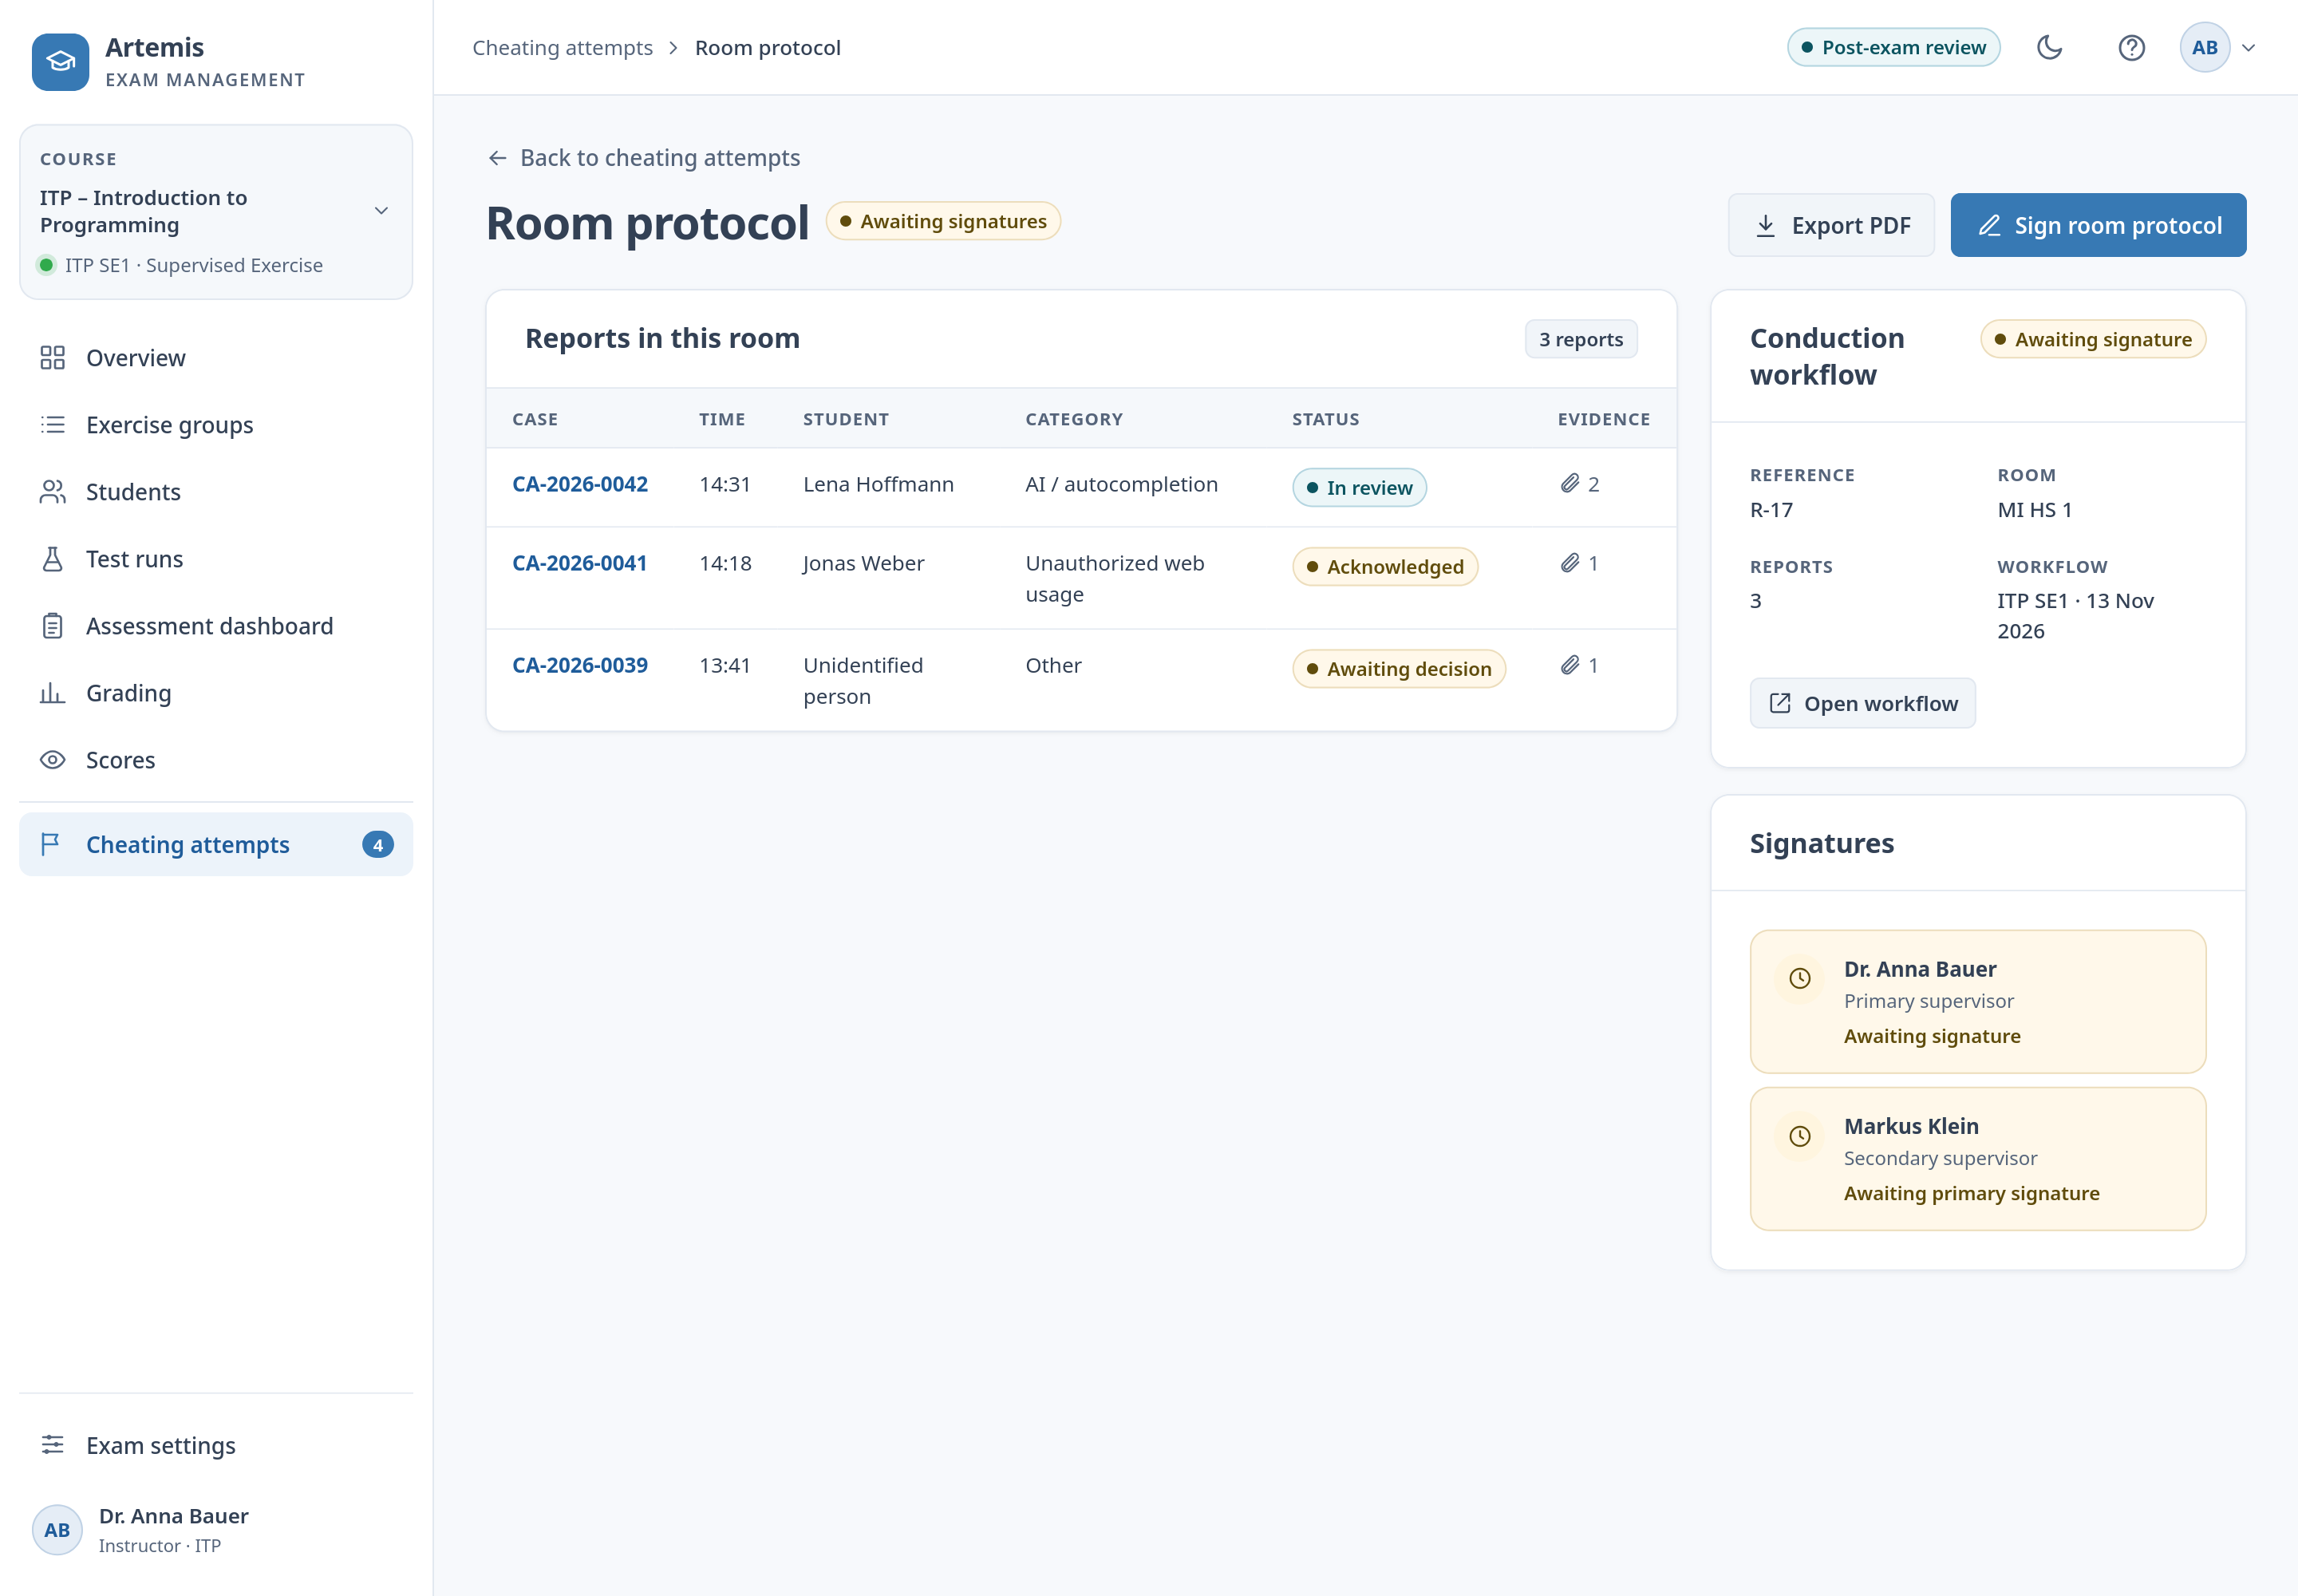 Artemis
EXAM MANAGEMENT
COURSE
ITP – Introduction to
Programming
ITP SE1 · Supervised Exercise
Overview
Exercise groups
Students
Test runs
Assessment dashboard
Grading
Scores
Cheating attempts 4
Exam settings
AB Dr. Anna Bauer
Instructor · ITP
Cheating attempts Room protocol
Post-exam review AB
Back to cheating attempts
Room protocol Awaiting signatures
Export PDF Sign room protocol
Reports in this room 3 reports
CASE TIME STUDENT CATEGORY STATUS EVIDENCE
CA-2026-0042 14:31 Lena Hoffmann AI / autocompletion In review 2
CA-2026-0041 14:18 Jonas Weber Unauthorized web Acknowledged 1
usage
CA-2026-0039 13:41 Unidentified Other Awaiting decision 1
person
Conduction Awaiting signature
workflow
REFERENCE ROOM
R-17 MI HS 1
REPORTS WORKFLOW
3 ITP SE1 · 13 Nov
2026
Open workflow
Signatures
Dr. Anna Bauer
Primary supervisor
Awaiting signature
Markus Klein
Secondary supervisor
Awaiting primary signature